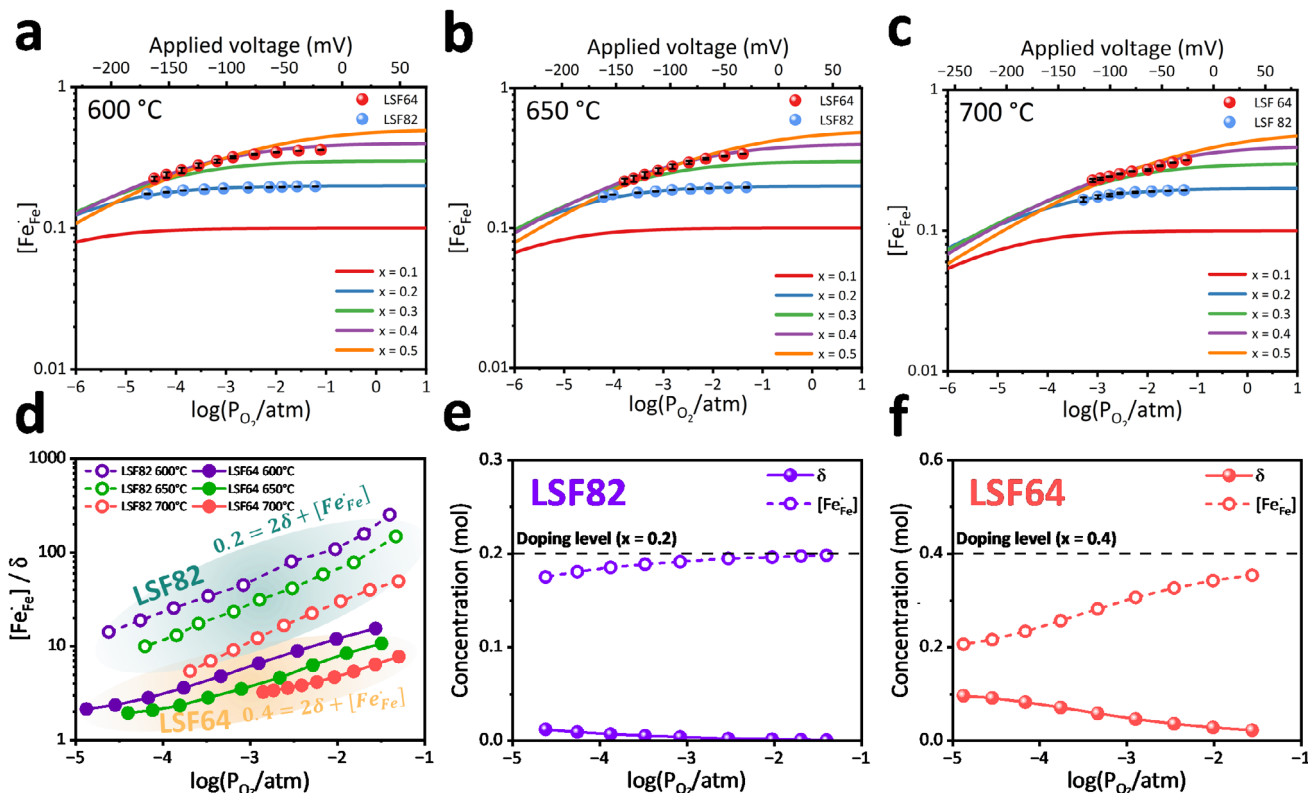 a
Applied voltage (mV)
−200 −150 −100 −50 0 50
600 °C
LSF64
LSF82
[Fe˙Fe]
1
0.1
0.01
x = 0.1
x = 0.2
x = 0.3
x = 0.4
x = 0.5
−6 −5 −4 −3 −2 −1 0 1
log(PO₂/atm)
b
Applied voltage (mV)
−200 −150 −100 −50 0 50
650 °C
LSF64
LSF82
[Fe˙Fe]
1
0.1
0.01
x = 0.1
x = 0.2
x = 0.3
x = 0.4
x = 0.5
−6 −5 −4 −3 −2 −1 0 1
log(PO₂/atm)
c
Applied voltage (mV)
−250 −200 −150 −100 −50 0 50
700 °C
LSF 64
LSF 82
[Fe˙Fe]
1
0.1
0.01
x = 0.1
x = 0.2
x = 0.3
x = 0.4
x = 0.5
−6 −5 −4 −3 −2 −1 0 1
log(PO₂/atm)
d
LSF82 600°C LSF64 600°C
LSF82 650°C LSF64 650°C
LSF82 700°C LSF64 700°C
0.2 = 2δ + [Fe˙Fe]
LSF82
[Fe˙Fe] / δ
1000
100
10
1
LSF64 0.4 = 2δ + [Fe˙Fe]
−5 −4 −3 −2 −1
log(PO₂/atm)
e
LSF82
δ
[Fe˙Fe]
Doping level (x = 0.2)
Concentration (mol)
0.3
0.2
0.1
0.0
−5 −4 −3 −2 −1
log(PO₂/atm)
f
LSF64
δ
[Fe˙Fe]
Doping level (x = 0.4)
Concentration (mol)
0.6
0.4
0.2
0.0
−5 −4 −3 −2 −1
log(PO₂/atm)